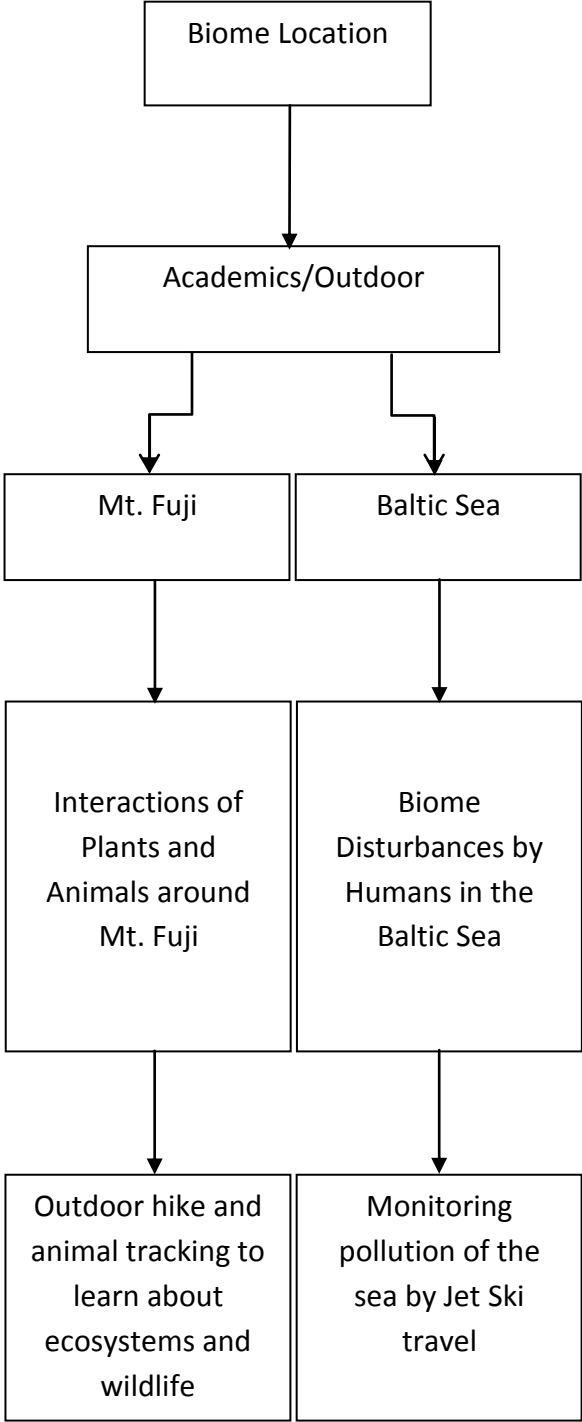 Biome Location
Academics/Outdoor
Mt. Fuji
Baltic Sea
Interactions of
Plants and
Animals around
Mt. Fuji
Biome
Disturbances by
Humans in the
Baltic Sea
Outdoor hike and
animal tracking to
learn about
ecosystems and
wildlife
Monitoring
pollution of the
sea by Jet Ski
travel